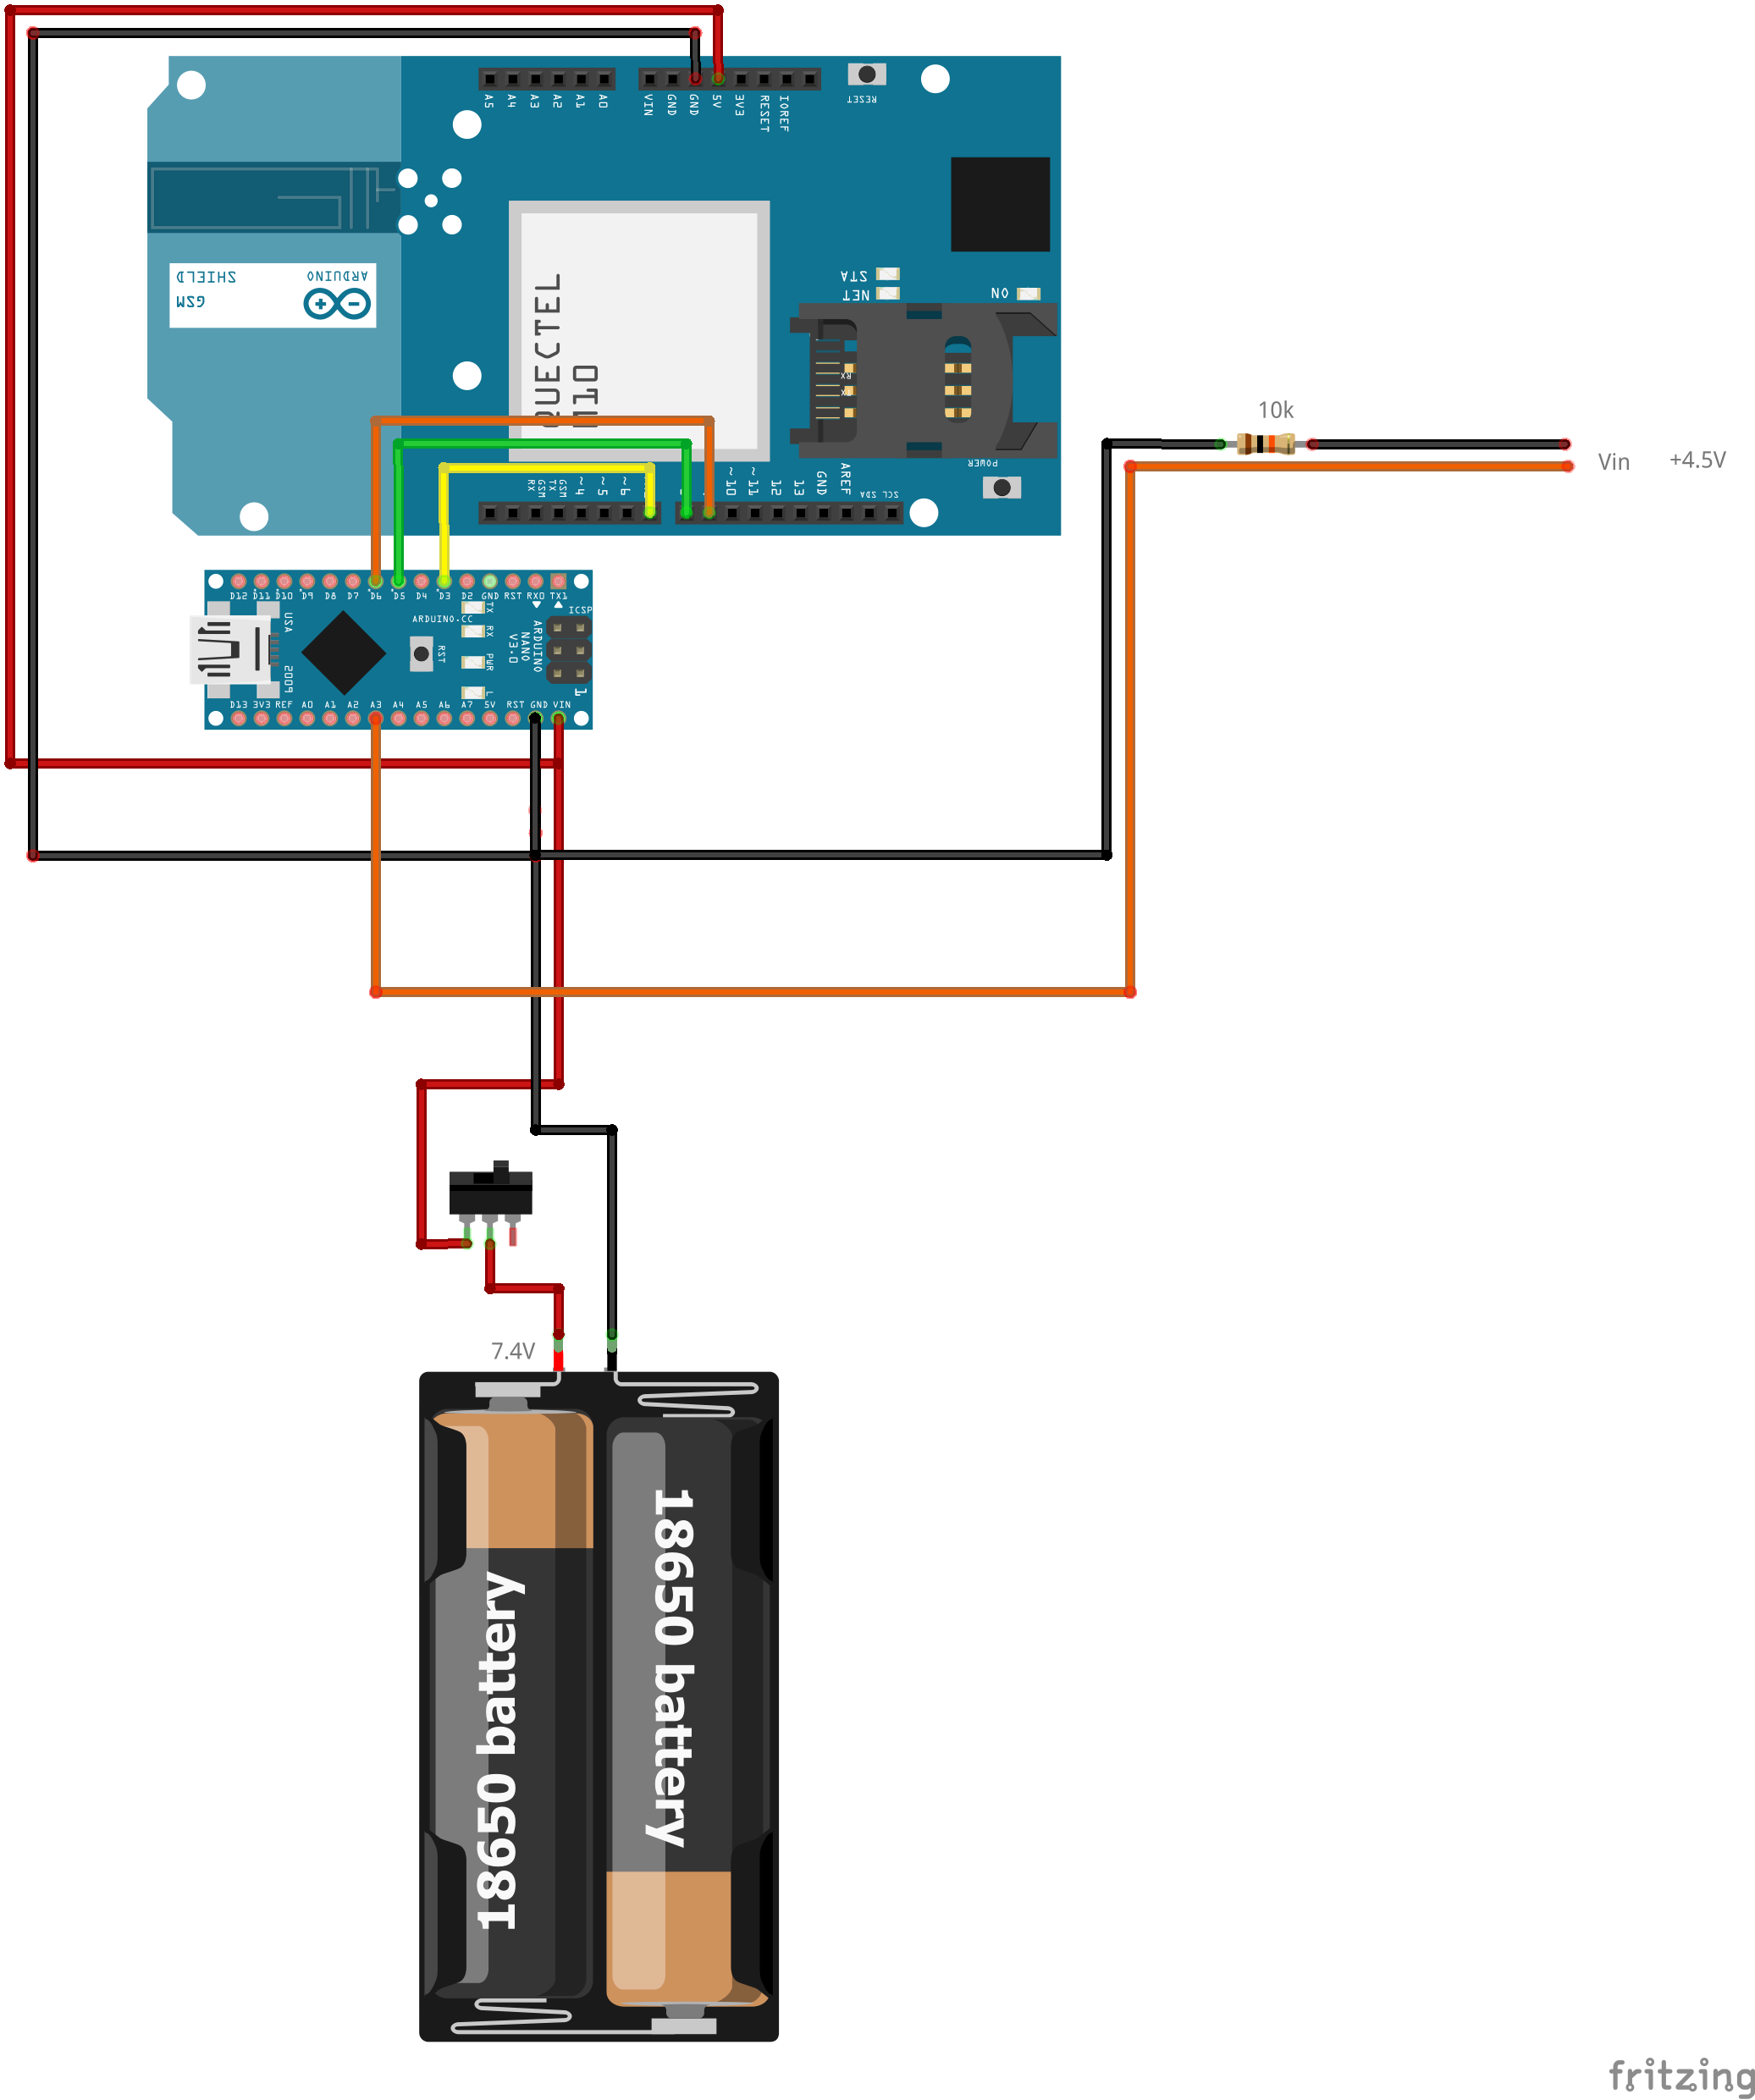 A5 A4 A3 A2 A1 A0
VIN GND GND 5V 3V3 RESET IOREF
RESET
SHIELD
GSM
ARDUINO
QUECTEL
M10
STA
NET
ON
RX
POWER
10k
Vin +4.5V
RX GSM TX GSM ~4 ~5 ~6
~10 ~11 12 13 GND AREF SDA SCL
D12 D11 D10 D9 D8 D7 D6 D5 D4 D3 D2 GND RST RX0 TX1
ARDUINO.CC
ICSP
USA
2009
RST
TX
RX
PWR
L
ARDUINO
NANO
V3.0
1
D13 3V3 REF A0 A1 A2 A3 A4 A5 A6 A7 5V RST GND VIN
7.4V
18650 battery
18650 battery
fritzing